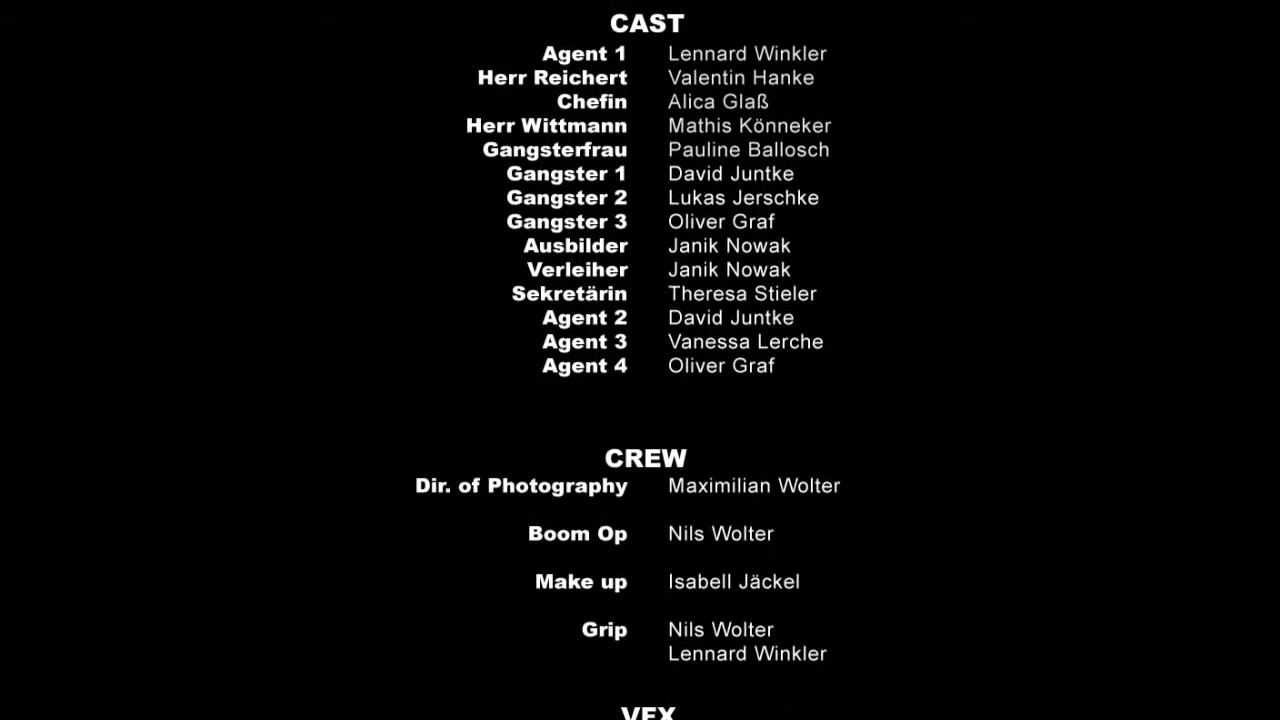 CAST
Agent 1 Lennard Winkler
Herr Reichert Valentin Hanke
Chefin Alica Glaß
Herr Wittmann Mathis Könneker
Gangsterfrau Pauline Ballosch
Gangster 1 David Juntke
Gangster 2 Lukas Jerschke
Gangster 3 Oliver Graf
Ausbilder Janik Nowak
Verleiher Janik Nowak
Sekretärin Theresa Stieler
Agent 2 David Juntke
Agent 3 Vanessa Lerche
Agent 4 Oliver Graf
CREW
Dir. of Photography Maximilian Wolter
Boom Op Nils Wolter
Make up Isabell Jäckel
Grip Nils Wolter
Lennard Winkler
VFX